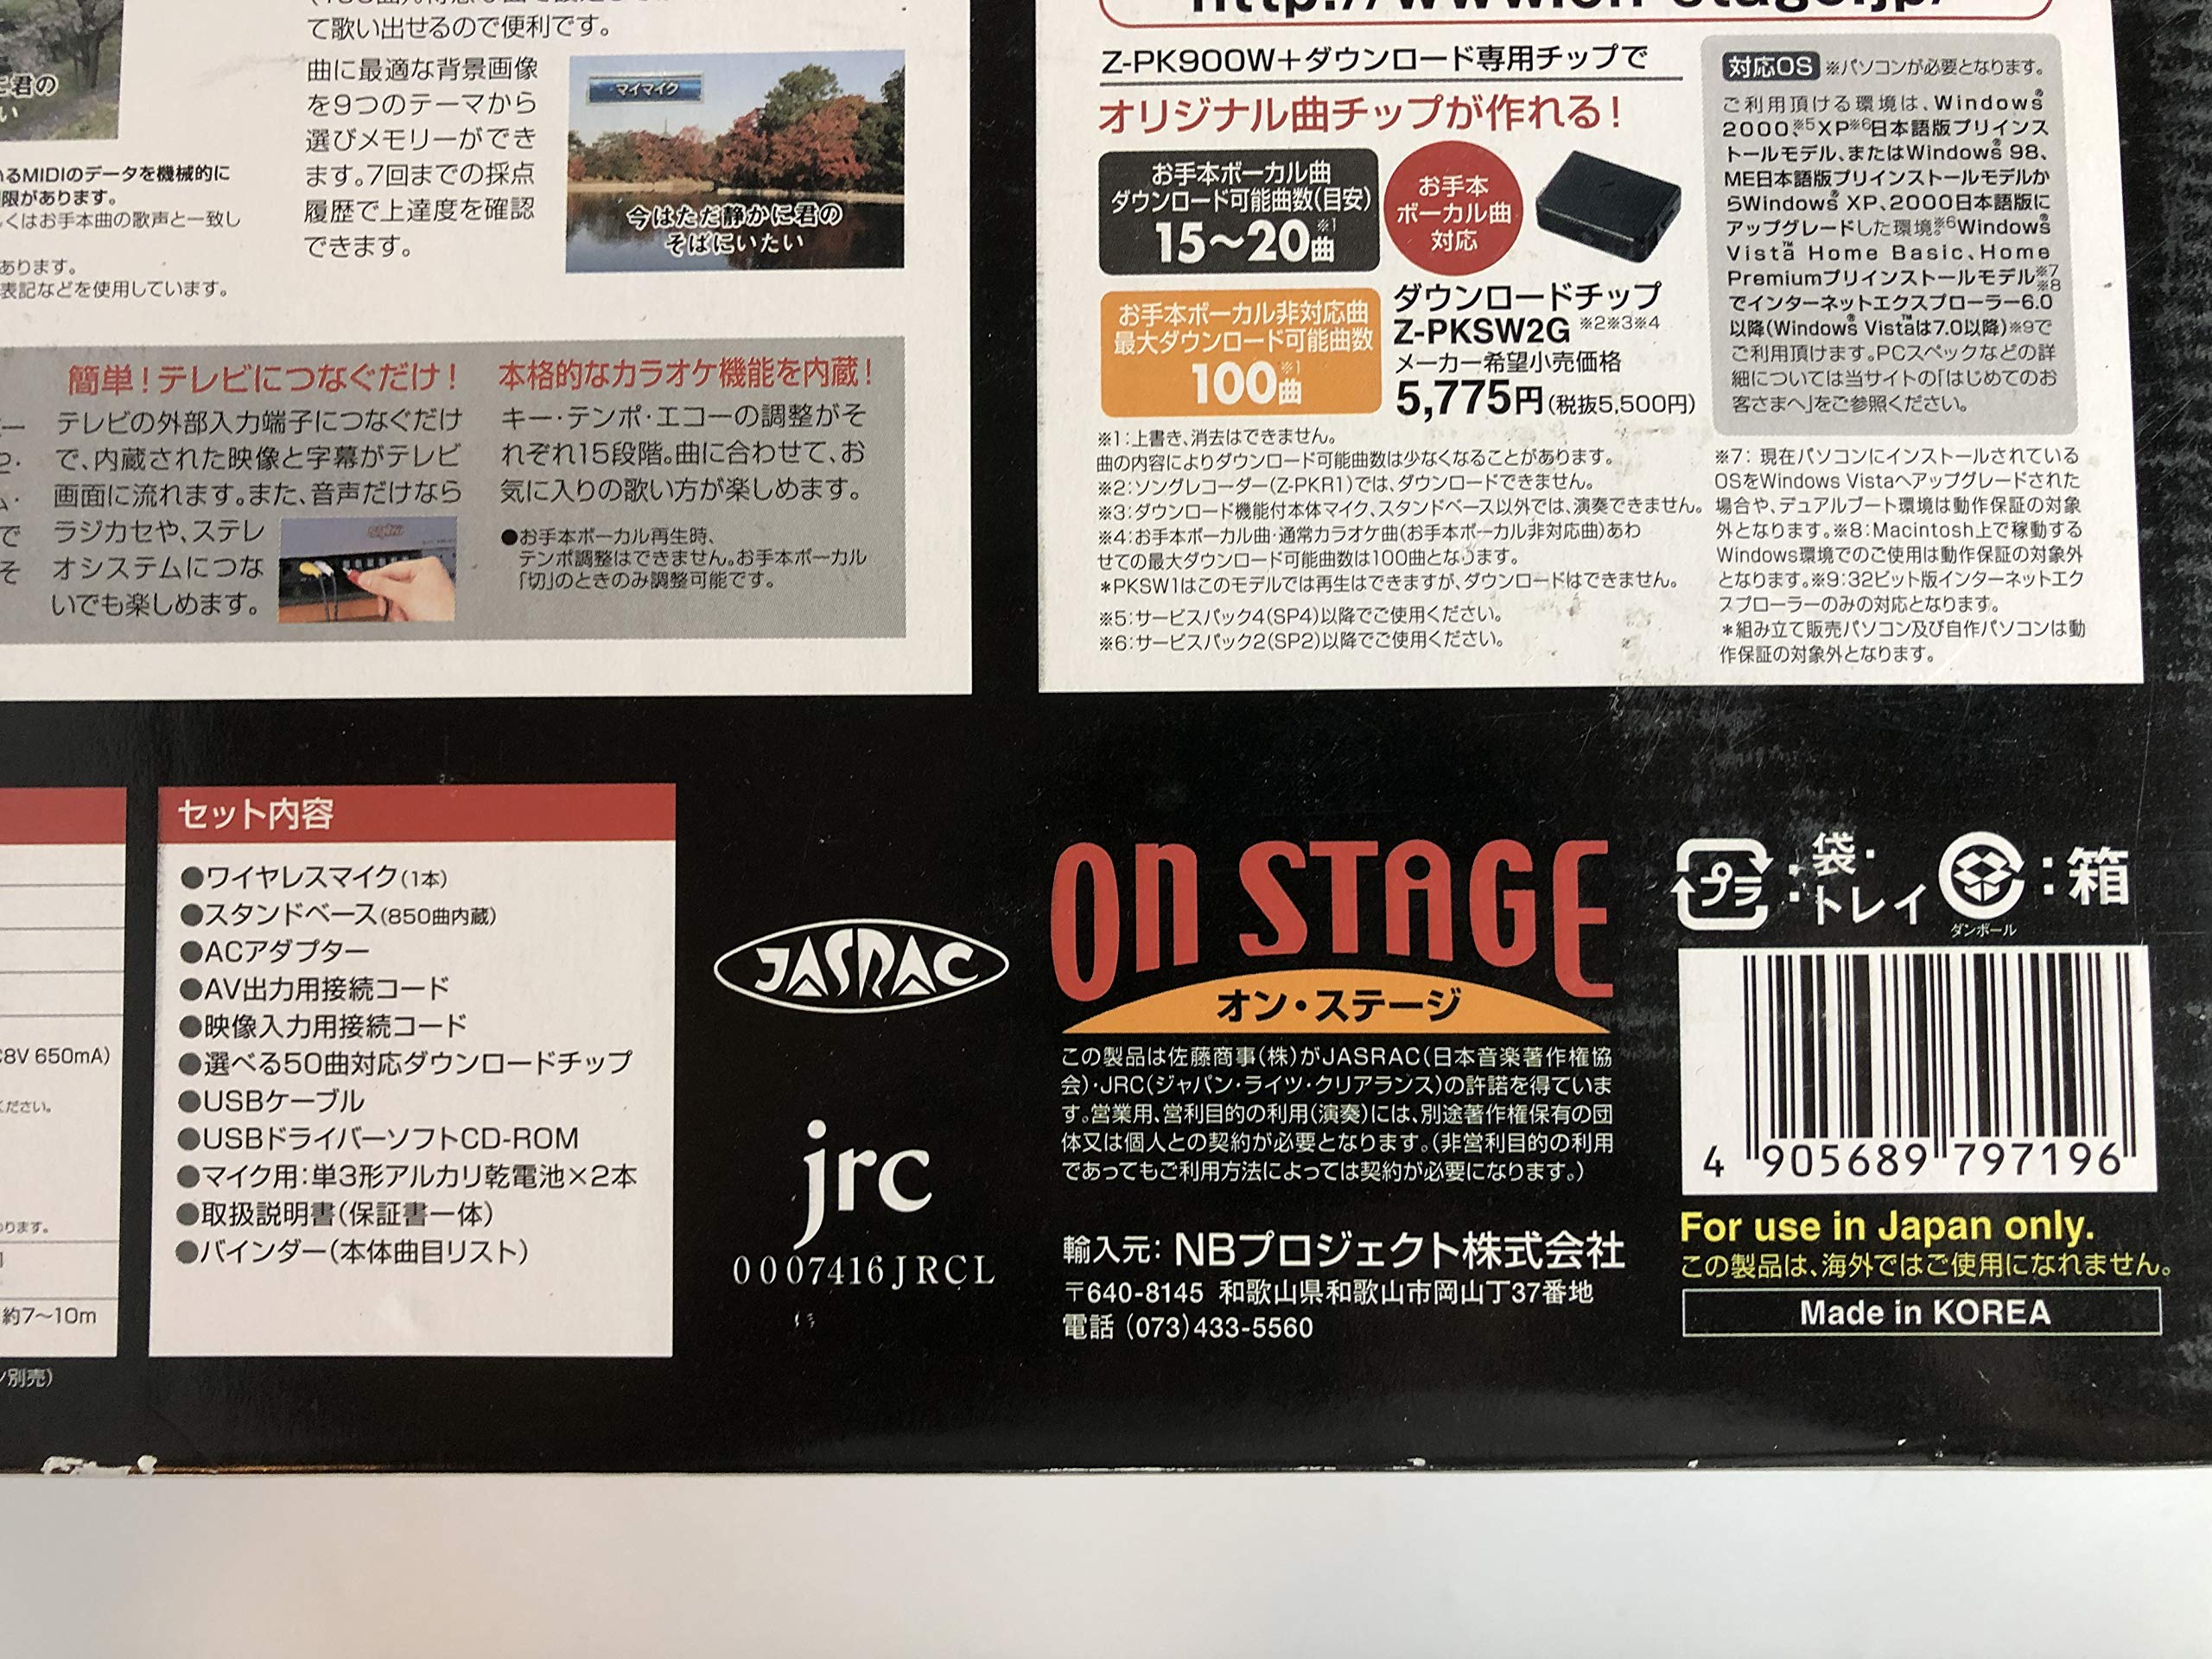 て歌い出せるので便利です。
曲に最適な背景画像
を9つのテーマから
選びメモリーができ
ます。7回までの採点
履歴で上達度を確認
できます。
マイマイク
今はただ静かに君の
そばにいたい
に君の
い
いるMIDIのデータを機械的に
限があります。
くはお手本曲の歌声と一致し
あります。
表記などを使用しています。
簡単！テレビにつなぐだけ！
テレビの外部入力端子につなぐだけ
で、内蔵された映像と字幕がテレビ
画面に流れます。また、音声だけなら
ラジカセや、ステレ
オシステムにつな
いでも楽しめます。
本格的なカラオケ機能を内蔵！
キー・テンポ・エコーの調整がそ
れぞれ15段階。曲に合わせて、お
気に入りの歌い方が楽しめます。
●お手本ボーカル再生時、
テンポ調整はできません。お手本ボーカル
「切」のときのみ調整可能です。
http://www.on-stage.jp/
Z-PK900W+ダウンロード専用チップで
オリジナル曲チップが作れる！
お手本ボーカル曲
ダウンロード可能曲数(目安)
15〜20曲※1
お手本
ボーカル曲
対応
お手本ボーカル非対応曲
最大ダウンロード可能曲数
100曲※1
ダウンロードチップ
Z-PKSW2G ※2※3※4
メーカー希望小売価格
5,775円(税抜5,500円)
※1：上書き、消去はできません。
曲の内容によりダウンロード可能曲数は少なくなることがあります。
※2：ソングレコーダー(Z-PKR1)では、ダウンロードできません。
※3：ダウンロード機能付本体マイク、スタンドベース以外では、演奏できません。
※4：お手本ボーカル曲・通常カラオケ曲(お手本ボーカル非対応曲)あわ
せての最大ダウンロード可能曲数は100曲となります。
*PKSW1はこのモデルでは再生はできますが、ダウンロードはできません。
※5：サービスパック4(SP4)以降でご使用ください。
※6：サービスパック2(SP2)以降でご使用ください。
対応OS ※パソコンが必要となります。
ご利用頂ける環境は、Windows®
2000※5、XP※6日本語版プリインス
トールモデル、またはWindows® 98、
ME日本語版プリインストールモデルか
らWindows® XP、2000日本語版に
アップグレードした環境※6。Windows®
Vista™ Home Basic、Home
Premiumプリインストールモデル※7※8
でインターネットエクスプローラー6.0
以降(Windows® Vista™は7.0以降)※9で
ご利用頂けます。PCスペックなどの詳
細については当サイトの「はじめてのお
客さまへ」をご参照ください。
※7： 現在パソコンにインストールされている
OSをWindows Vistaへアップグレードされた
場合や、デュアルブート環境は動作保証の対象
外となります。※8：Macintosh上で稼動する
Windows環境でのご使用は動作保証の対象外
となります。※9：32ビット版インターネットエク
スプローラーのみの対応となります。
*組み立て販売パソコン及び自作パソコンは動
作保証の対象外となります。
C8V 650mA)
ください。
約7〜10m
ン別売)
セット内容
●ワイヤレスマイク(1本)
●スタンドベース(850曲内蔵)
●ACアダプター
●AV出力用接続コード
●映像入力用接続コード
●選べる50曲対応ダウンロードチップ
●USBケーブル
●USBドライバーソフトCD-ROM
●マイク用：単3形アルカリ乾電池×2本
●取扱説明書(保証書一体)
●バインダー(本体曲目リスト)
JASRAC
jrc
0007416JRCL
On STAGE
オン・ステージ
この製品は佐藤商事(株)がJASRAC(日本音楽著作権協
会)・JRC(ジャパン・ライツ・クリアランス)の許諾を得ていま
す。営業用、営利目的の利用(演奏)には、別途著作権保有の団
体又は個人との契約が必要となります。(非営利目的の利用
であってもご利用方法によっては契約が必要になります。)
輸入元：NBプロジェクト株式会社
〒640-8145 和歌山県和歌山市岡山丁37番地
電話 (073)433-5560
プラ：袋・
・トレイ
ダンボール：箱
4 905689 797196
For use in Japan only.
この製品は、海外ではご使用になれません。
Made in KOREA